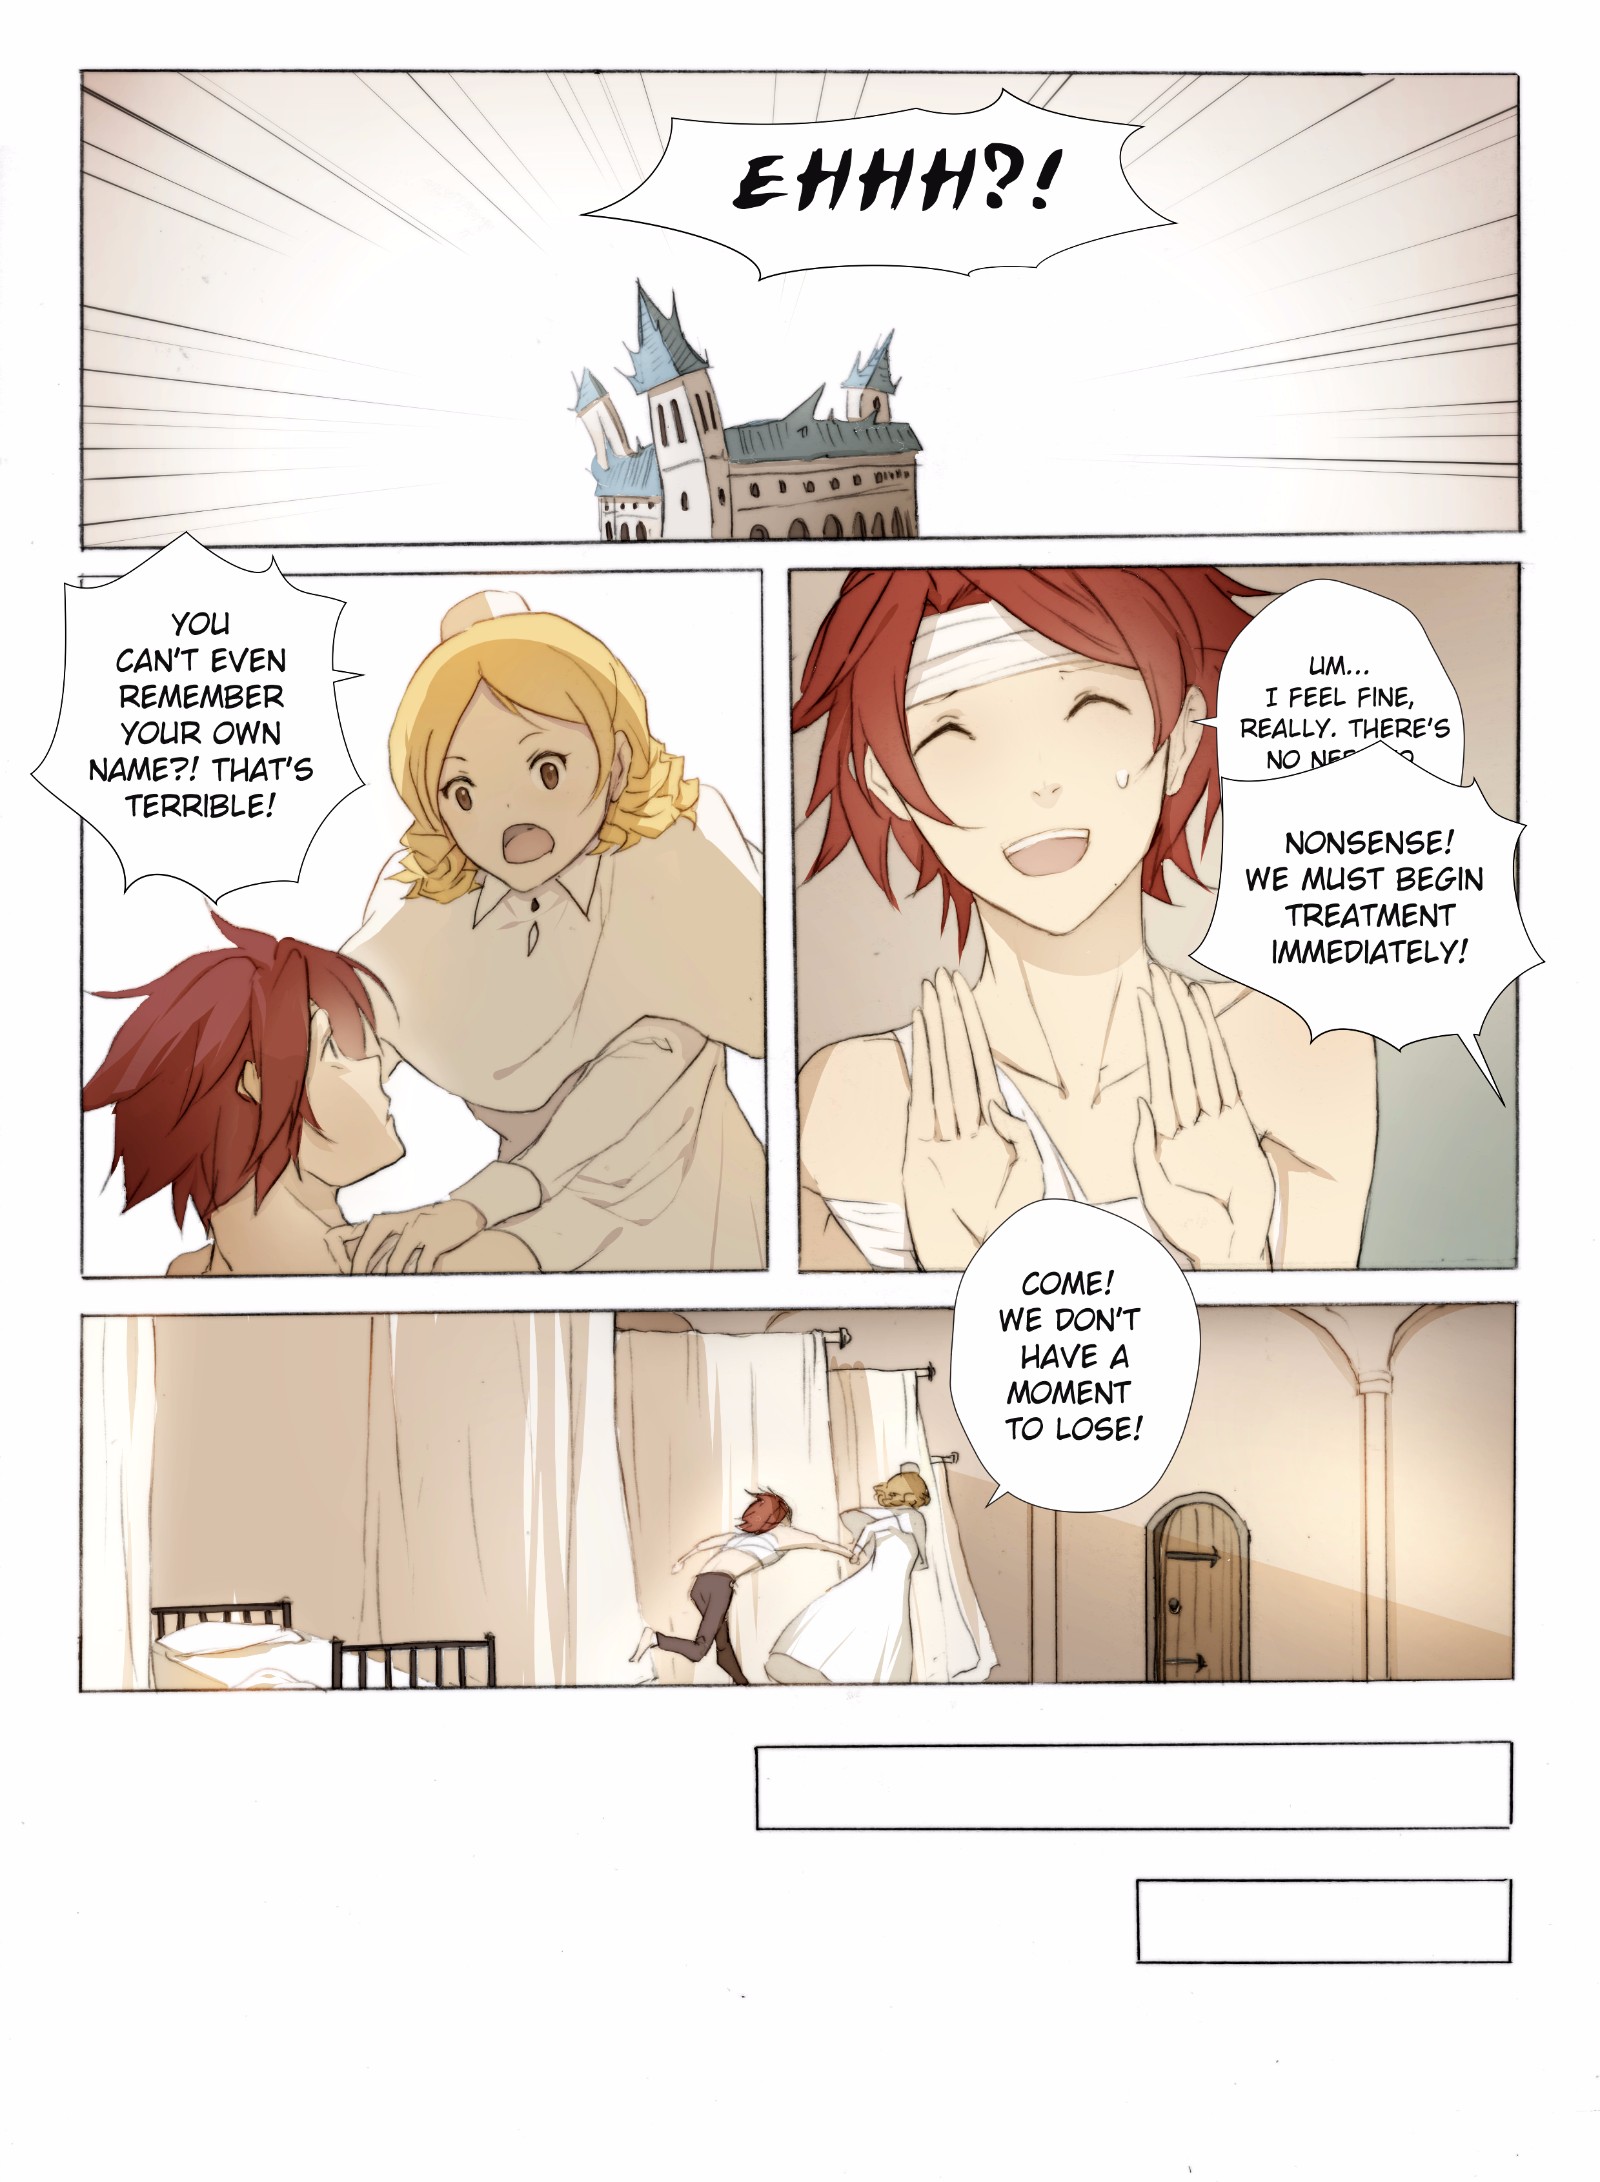 EHHH?!
YOU
CAN'T EVEN
REMEMBER
YOUR OWN
NAME?! THAT'S
TERRIBLE!
UM...
I FEEL FINE,
REALLY. THERE'S
NO
NONSENSE!
WE MUST BEGIN
TREATMENT
IMMEDIATELY!
COME!
WE DON'T
HAVE A
MOMENT
TO LOSE!